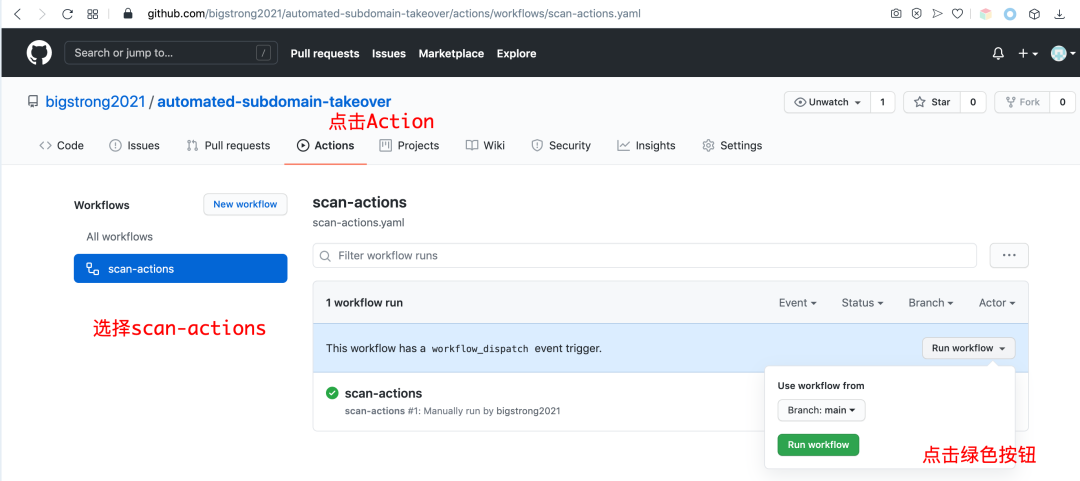 github.com/bigstrong2021/automated-subdomain-takeover/actions/workflows/scan-actions.yaml
Search or jump to... /
Pull requests Issues Marketplace Explore
bigstrong2021 / automated-subdomain-takeover
Unwatch 1 Star 0 Fork 0
点击Action
Code Issues Pull requests Actions Projects Wiki Security Insights Settings
Workflows New workflow
All workflows
scan-actions
选择scan-actions
scan-actions
scan-actions.yaml
Filter workflow runs
1 workflow run Event Status Branch Actor
This workflow has a workflow_dispatch event trigger. Run workflow
scan-actions
scan-actions #1: Manually run by bigstrong2021
Use workflow from
Branch: main
Run workflow
点击绿色按钮